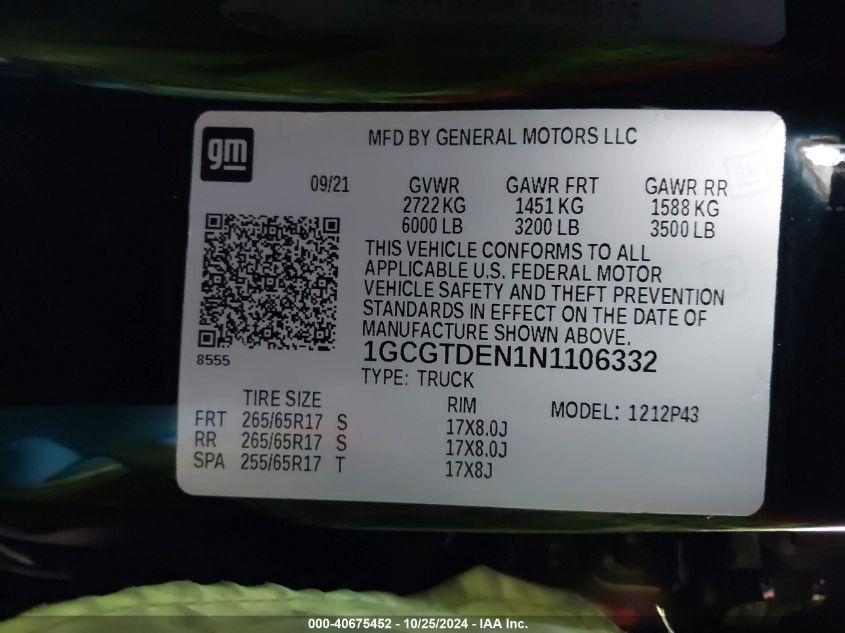 gm
MFD BY GENERAL MOTORS LLC
09/21 GVWR GAWR FRT GAWR RR
2722 KG 1451 KG 1588 KG
6000 LB 3200 LB 3500 LB
THIS VEHICLE CONFORMS TO ALL
APPLICABLE U.S. FEDERAL MOTOR
VEHICLE SAFETY AND THEFT PREVENTION
STANDARDS IN EFFECT ON THE DATE OF
MANUFACTURE SHOWN ABOVE.
8555
1GCGTDEN1N1106332
TYPE: TRUCK
TIRE SIZE RIM MODEL: 1212P43
FRT 265/65R17 S 17X8.0J
RR 265/65R17 S 17X8.0J
SPA 255/65R17 T 17X8J
000-40675452 - 10/25/2024 - IAA Inc.